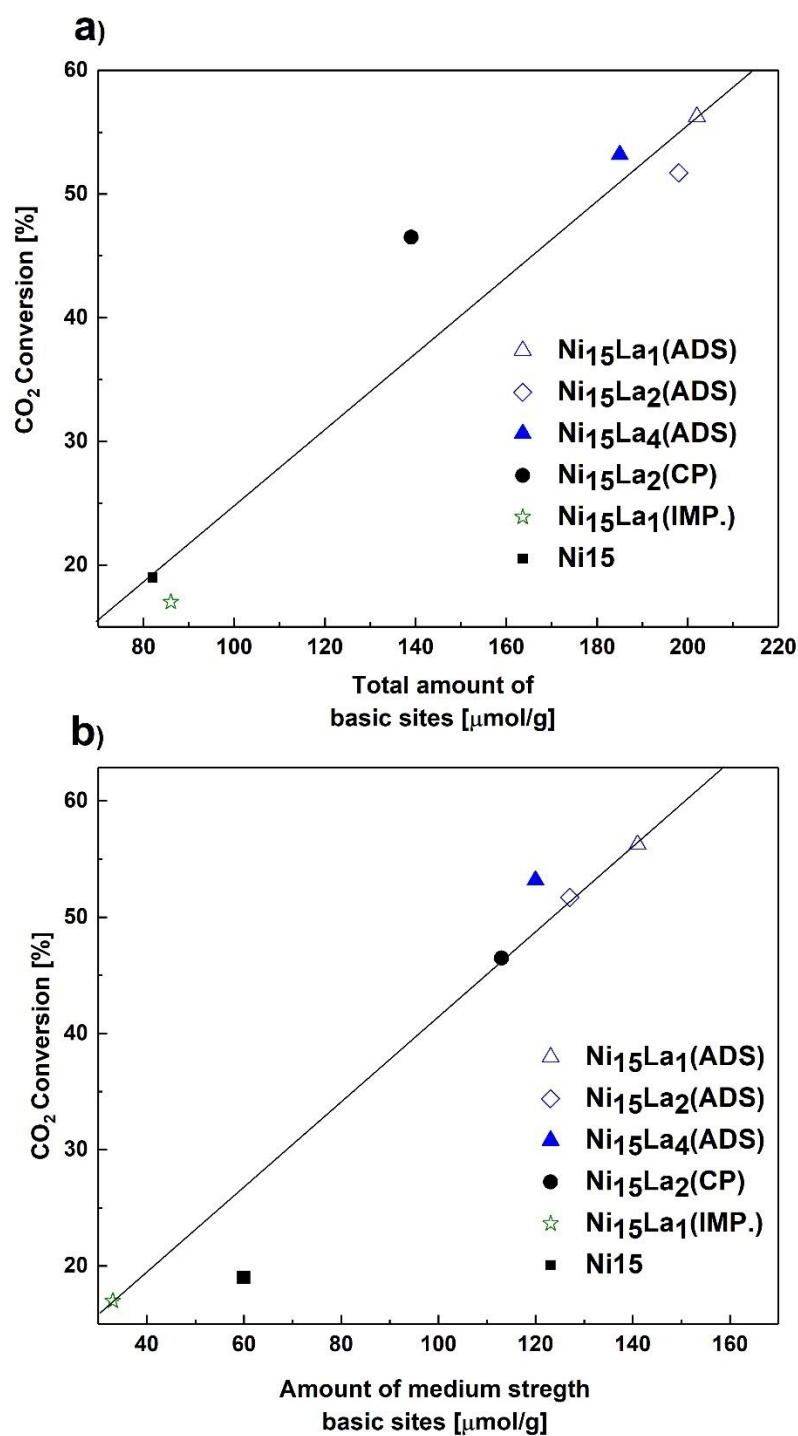 a)
60
50
40
30
20
CO₂ Conversion [%]
Ni₁₅La₁(ADS)
Ni₁₅La₂(ADS)
Ni₁₅La₄(ADS)
Ni₁₅La₂(CP)
Ni₁₅La₁(IMP.)
Ni15
80 100 120 140 160 180 200 220
Total amount of
basic sites [μmol/g]
b)
60
50
40
30
20
CO₂ Conversion [%]
Ni₁₅La₁(ADS)
Ni₁₅La₂(ADS)
Ni₁₅La₄(ADS)
Ni₁₅La₂(CP)
Ni₁₅La₁(IMP.)
Ni15
40 60 80 100 120 140 160
Amount of medium stregth
basic sites [μmol/g]